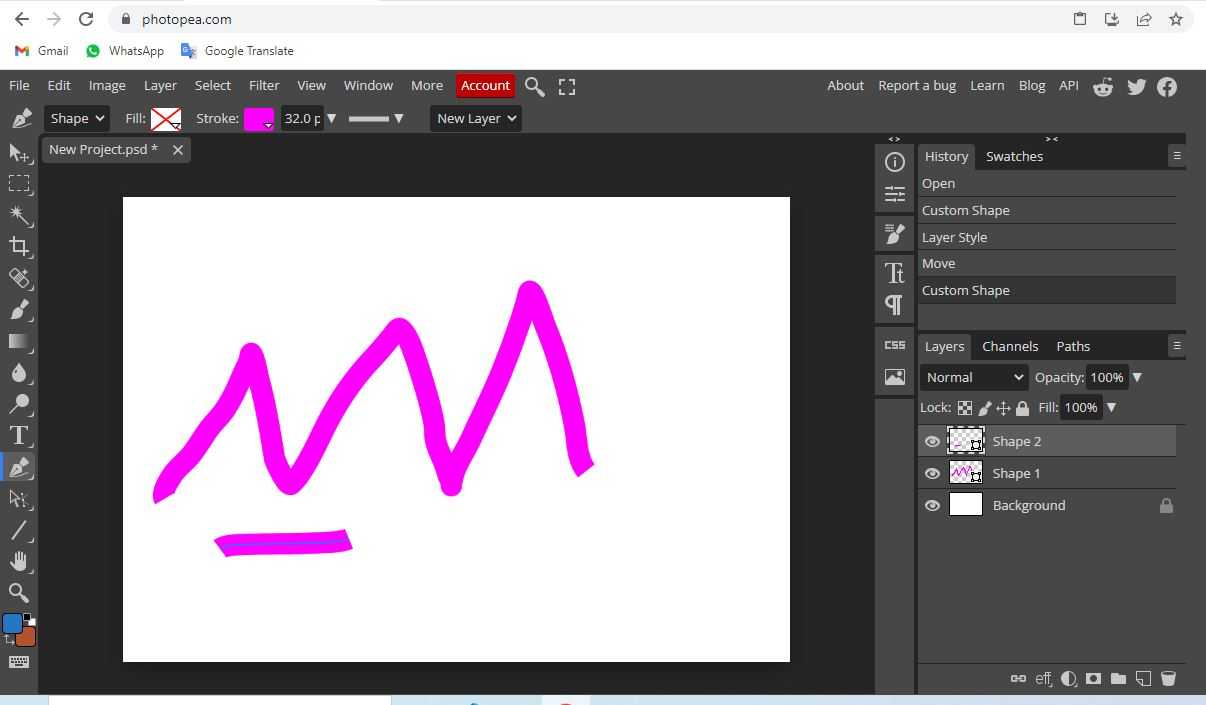 photopea.com
Gmail WhatsApp Google Translate
File Edit Image Layer Select Filter View Window More Account About Report a bug Learn Blog API
Shape Fill: Stroke: 32.0 p New Layer
New Project.psd *
History Swatches
Open
Custom Shape
Layer Style
Move
Custom Shape
CSS
Layers Channels Paths
Normal Opacity: 100%
Lock: Fill: 100%
Shape 2
Shape 1
Background
eff